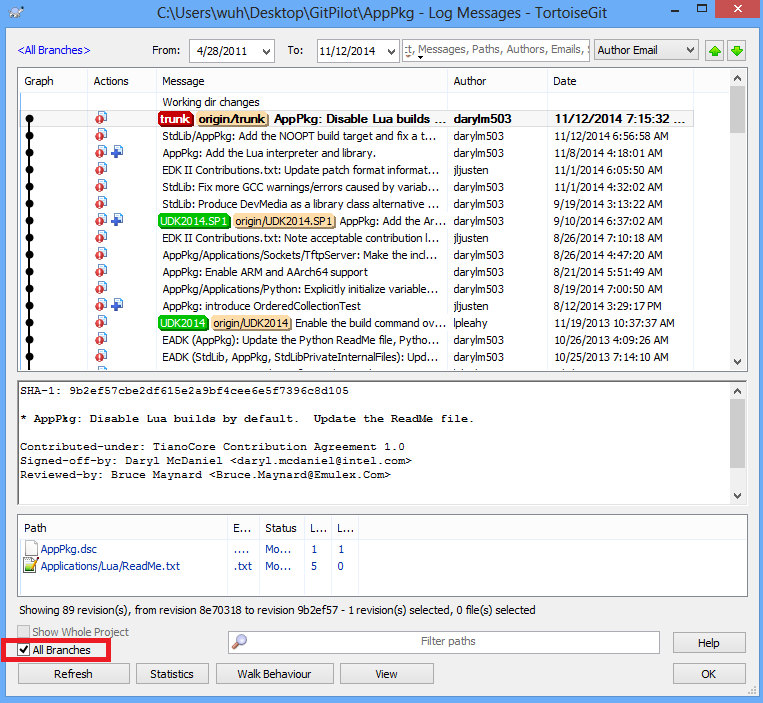 C:\Users\wuh\Desktop\GitPilot\AppPkg - Log Messages - TortoiseGit
<All Branches> From: 4/28/2011 To: 11/12/2014 t, Messages, Paths, Authors, Emails, S Author Email
Graph Actions Message Author Date
Working dir changes
trunk origin/trunk AppPkg: Disable Lua builds ... darylm503 11/12/2014 7:15:32 ...
StdLib/AppPkg: Add the NOOPT build target and fix a t... darylm503 11/12/2014 6:56:58 AM
AppPkg: Add the Lua interpreter and library. darylm503 11/8/2014 4:18:01 AM
EDK II Contributions.txt: Update patch format informat... jljusten 11/1/2014 6:05:50 AM
StdLib: Fix more GCC warnings/errors caused by variab... darylm503 11/1/2014 4:32:02 AM
StdLib: Produce DevMedia as a library class alternative ... darylm503 9/19/2014 3:13:22 AM
UDK2014.SP1 origin/UDK2014.SP1 AppPkg: Add the Ar... darylm503 9/10/2014 6:37:02 AM
EDK II Contributions.txt: Note acceptable contribution l... jljusten 8/26/2014 7:10:18 AM
AppPkg/Applications/Sockets/TftpServer: Make the incl... darylm503 8/26/2014 4:47:20 AM
AppPkg: Enable ARM and AArch64 support darylm503 8/21/2014 5:51:49 AM
AppPkg/Applications/Python: Explicitly initialize variable... darylm503 8/19/2014 7:00:50 AM
AppPkg: introduce OrderedCollectionTest jljusten 8/12/2014 3:29:17 PM
UDK2014 origin/UDK2014 Enable the build command ov... lpleahy 11/19/2013 10:37:37 AM
EADK (AppPkg): Update the Python ReadMe file, Pytho... darylm503 10/26/2013 4:09:26 AM
EADK (StdLib, AppPkg, StdLibPrivateInternalFiles): Upd... darylm503 10/25/2013 7:14:10 AM
SHA-1: 9b2ef57cbe2df615e2a9bf4cee6e5f7396c8d105
* AppPkg: Disable Lua builds by default. Update the ReadMe file.
Contributed-under: TianoCore Contribution Agreement 1.0
Signed-off-by: Daryl McDaniel <daryl.mcdaniel@intel.com>
Reviewed-by: Bruce Maynard <Bruce.Maynard@Emulex.Com>
Path E... Status L... L...
AppPkg.dsc .... Mo... 1 1
Applications/Lua/ReadMe.txt .txt Mo... 5 0
Showing 89 revision(s), from revision 8e70318 to revision 9b2ef57 - 1 revision(s) selected, 0 file(s) selected
Show Whole Project
All Branches Filter paths Help
Refresh Statistics Walk Behaviour View OK